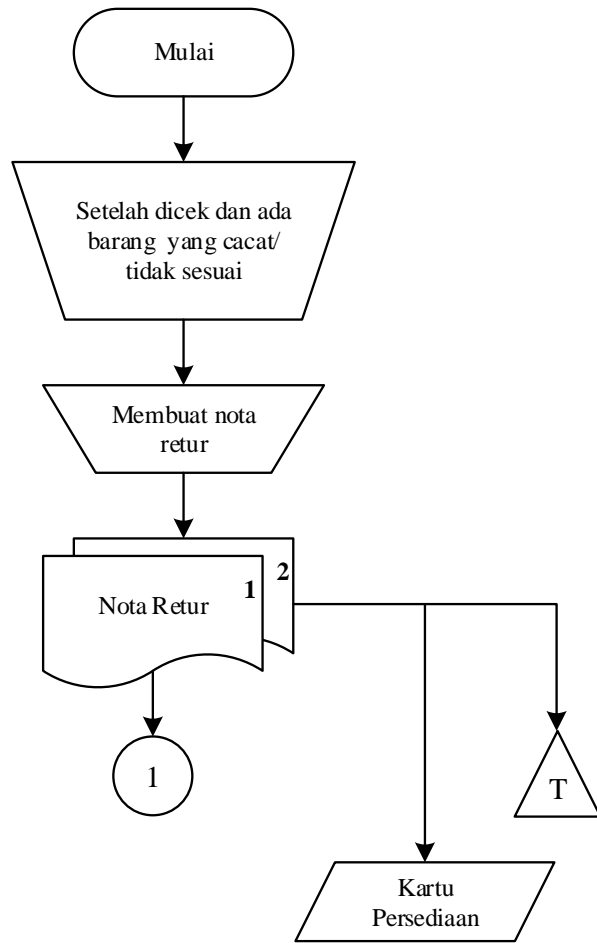 Mulai
Setelah dicek dan ada
barang yang cacat/
tidak sesuai
Membuat nota
retur
2
1
Nota Retur
1
T
Kartu
Persediaan